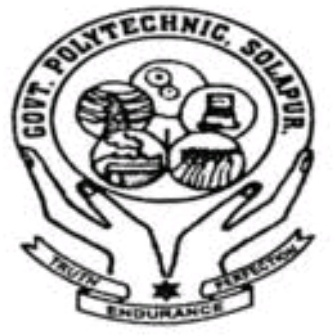 GOVT. POLYTECHNIC, SOLAPUR.
TRUTH
ENDURANCE
PERFECTION